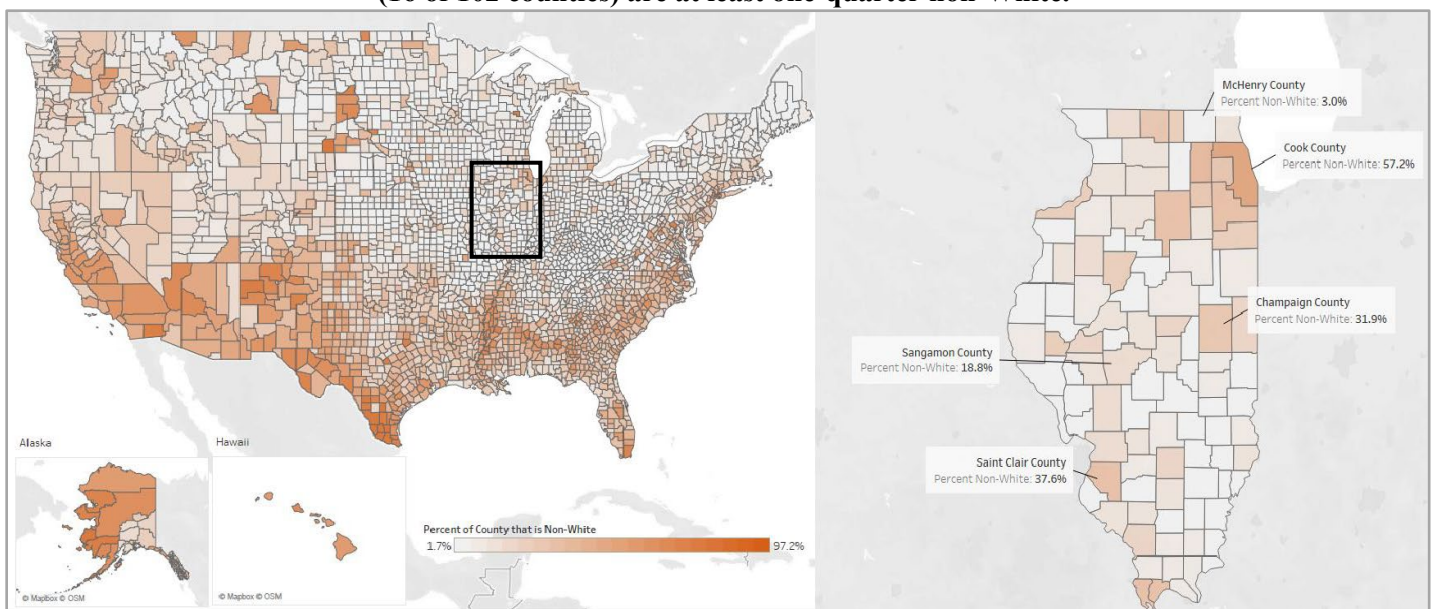 (16 of 102 counties) are at least one-quarter non-White.
McHenry County
Percent Non-White: 3.0%
Cook County
Percent Non-White: 57.2%
Champaign County
Percent Non-White: 31.9%
Sangamon County
Percent Non-White: 18.8%
Saint Clair County
Percent Non-White: 37.6%
Alaska
Hawaii
Percent of County that is Non-White
1.7%
97.2%
© Mapbox © OSM
© Mapbox © OSM